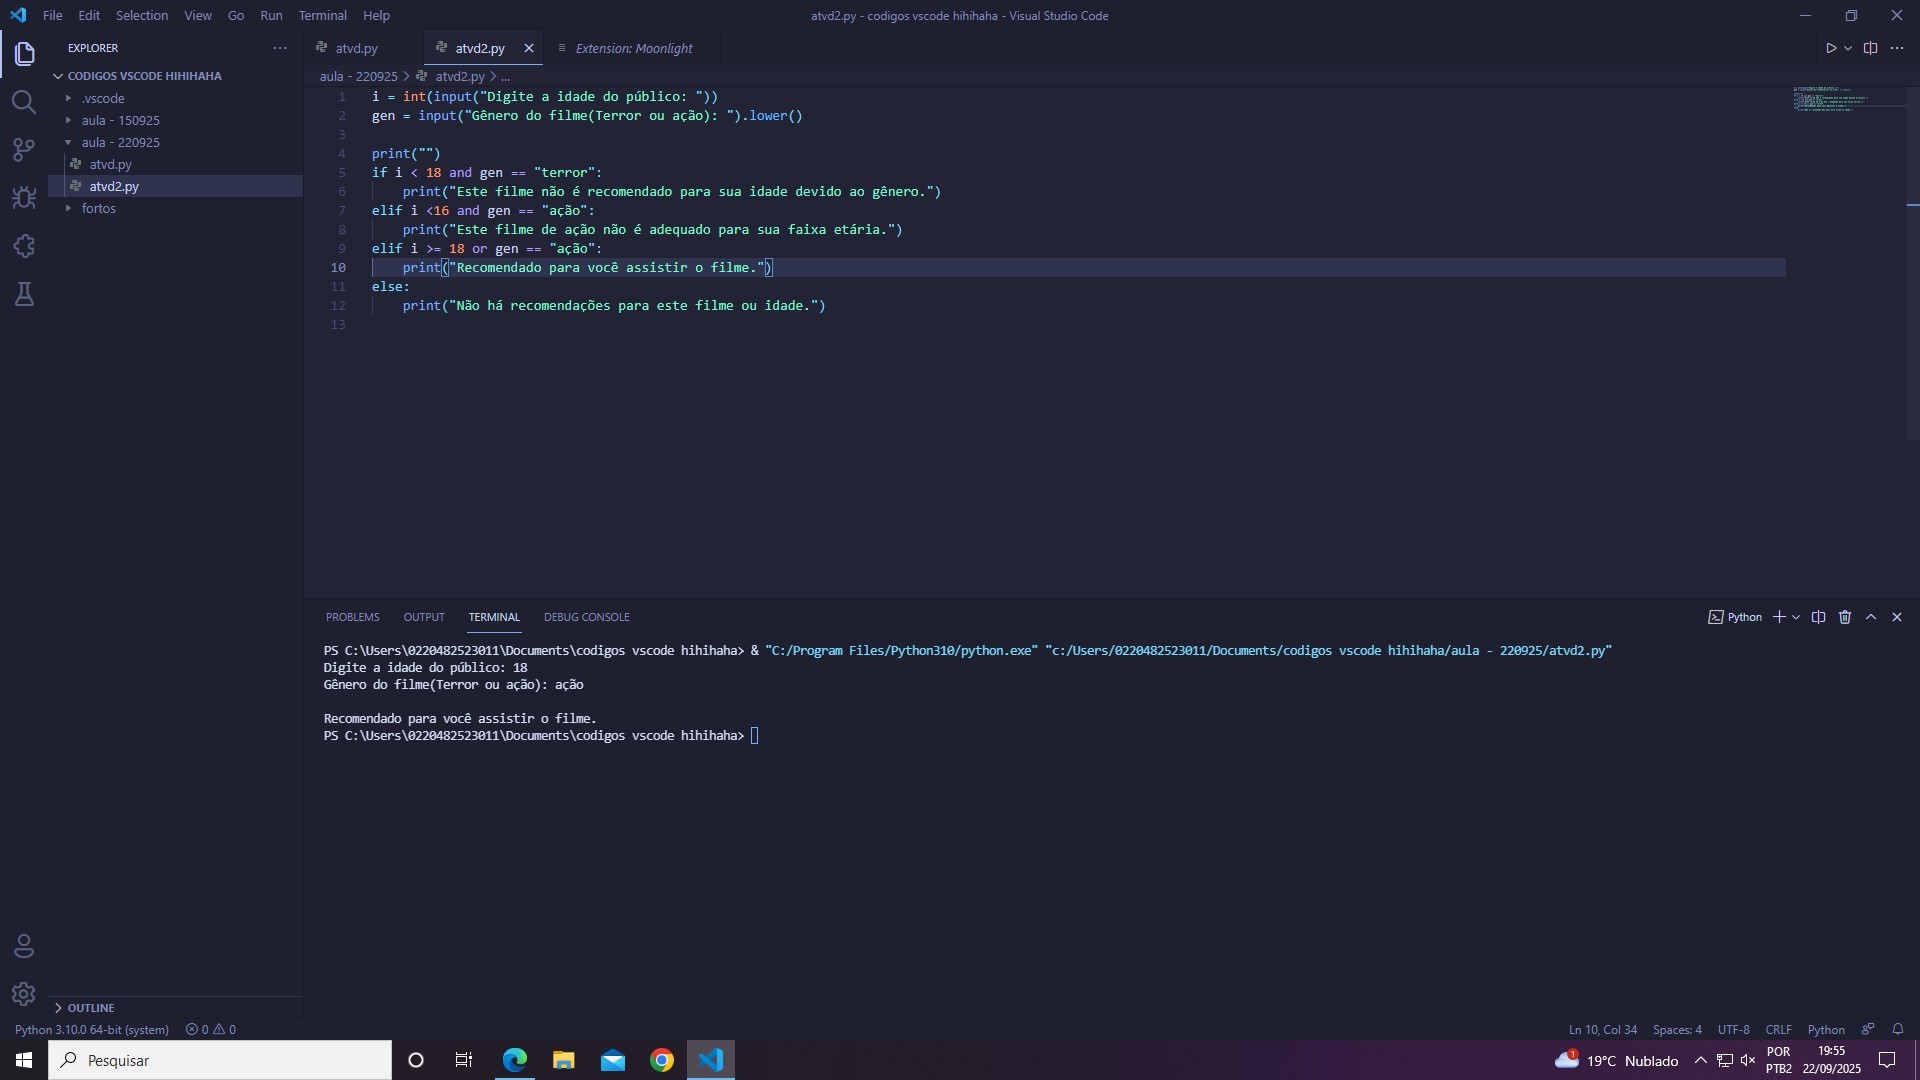 File Edit Selection View Go Run Terminal Help
atvd2.py - codigos vscode hihihaha - Visual Studio Code
EXPLORER
CODIGOS VSCODE HIHIHAHA
.vscode
aula - 150925
aula - 220925
atvd.py
atvd2.py
fortos
OUTLINE
atvd.py atvd2.py Extension: Moonlight
aula - 220925 > atvd2.py > ...
1 i = int(input("Digite a idade do público: "))
2 gen = input("Gênero do filme(Terror ou ação): ").lower()
3
4 print("")
5 if i < 18 and gen == "terror":
6 print("Este filme não é recomendado para sua idade devido ao gênero.")
7 elif i <16 and gen == "ação":
8 print("Este filme de ação não é adequado para sua faixa etária.")
9 elif i >= 18 or gen == "ação":
10 print("Recomendado para você assistir o filme.")
11 else:
12 print("Não há recomendações para este filme ou idade.")
13
PROBLEMS OUTPUT TERMINAL DEBUG CONSOLE
Python
PS C:\Users\0220482523011\Documents\codigos vscode hihihaha> & "C:/Program Files/Python310/python.exe" "c:/Users/0220482523011/Documents/codigos vscode hihihaha/aula - 220925/atvd2.py"
Digite a idade do público: 18
Gênero do filme(Terror ou ação): ação
Recomendado para você assistir o filme.
PS C:\Users\0220482523011\Documents\codigos vscode hihihaha>
Python 3.10.0 64-bit (system) 0 0
Ln 10, Col 34 Spaces: 4 UTF-8 CRLF Python
Pesquisar
1 19°C Nublado
POR
PTB2
19:55
22/09/2025